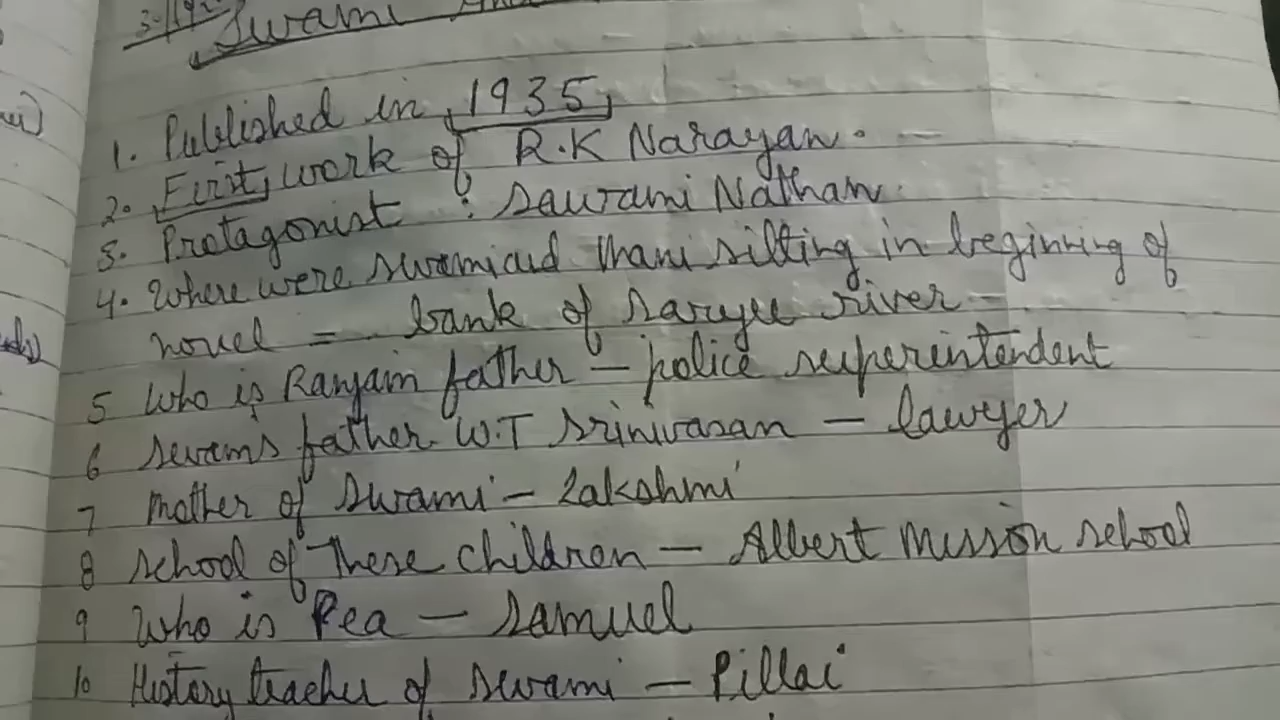 Swami
1. Published in 1935
2. First work of R.K Narayan.
3. Protagonist : Sawrami Nathan.
4. Where were swami and Mani sitting in beginning of
novel = bank of Saryu river
5 Who is Rajam father – police superintendent
6 Swami's father W.T Srinivasan – lawyer
7 Mother of Swami – Lakshmi
8 School of These children – Albert Mission school
9 Who is Pea – Samuel
10 History teacher of Swami – Pillai